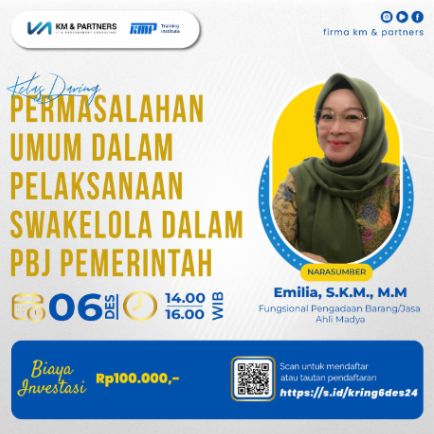 KM & PARTNERS
KMP Training
Institute
firma km & partners
Kelas Daring
PERMASALAHAN
UMUM DALAM
PELAKSANAAN
SWAKELOLA DALAM
PBJ PEMERINTAH
06 DES
14.00
16.00
WIB
NARASUMBER
Emilia, S.K.M., M.M
Fungsional Pengadaan Barang/Jasa
Ahli Madya
Biaya
Investasi
Rp100.000,-
Scan untuk mendaftar
atau tautan pendaftaran
https://s.id/kring6des24